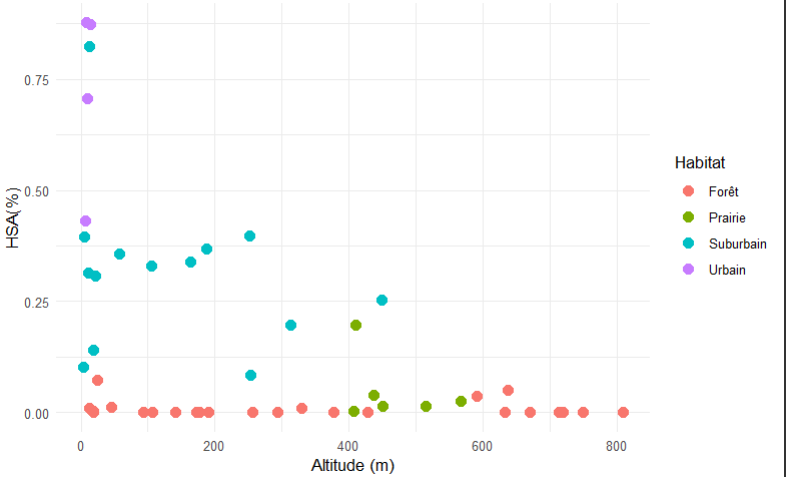 0.75
0.50
0.25
0.00
HSA(%)
0
200
400
600
800
Altitude (m)
Habitat
Forêt
Prairie
Suburbain
Urbain